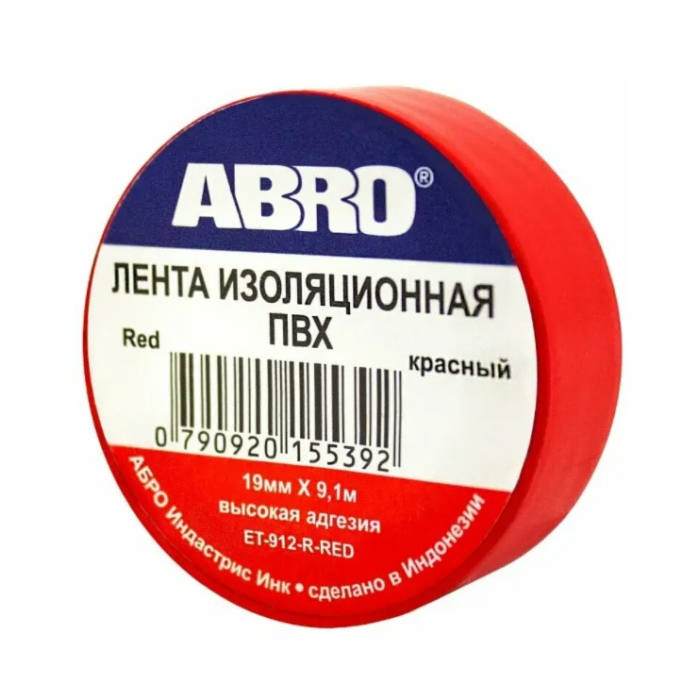 ABRO®
ЛЕНТА ИЗОЛЯЦИОННАЯ
ПВХ
Red
красный
0 790920 155392
19мм X 9,1м
высокая адгезия
ET-912-R-RED
АБРО Индастрис Инк • сделано в Индонезии